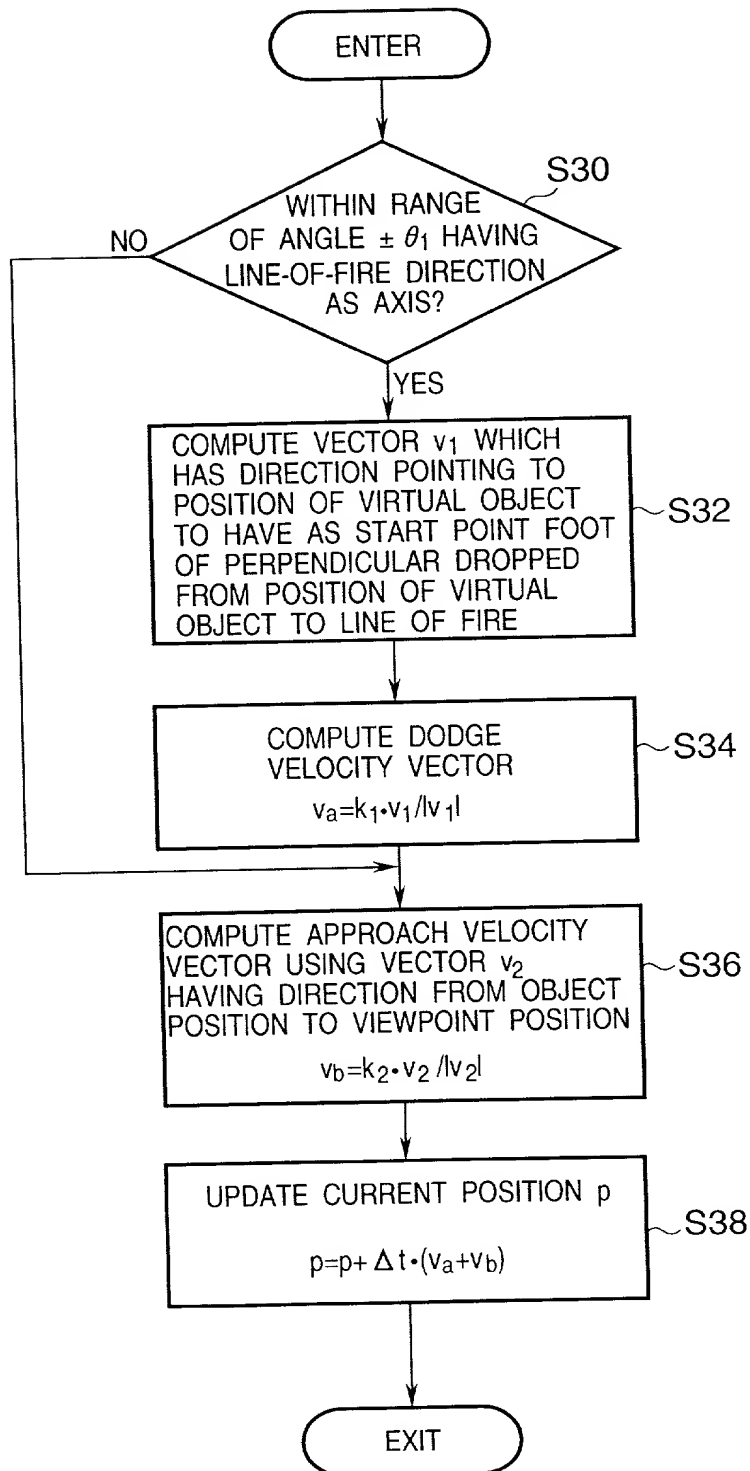 ENTER
S30
WITHIN RANGE
OF ANGLE ± θ1 HAVING
LINE-OF-FIRE DIRECTION
AS AXIS?
NO
YES
COMPUTE VECTOR v1 WHICH
HAS DIRECTION POINTING TO
POSITION OF VIRTUAL OBJECT
TO HAVE AS START POINT FOOT
OF PERPENDICULAR DROPPED
FROM POSITION OF VIRTUAL
OBJECT TO LINE OF FIRE
S32
COMPUTE DODGE
VELOCITY VECTOR
va=k1•v1/|v1|
S34
COMPUTE APPROACH VELOCITY
VECTOR USING VECTOR v2
HAVING DIRECTION FROM OBJECT
POSITION TO VIEWPOINT POSITION
vb=k2•v2/|v2|
S36
UPDATE CURRENT POSITION p
p=p+Δt•(va+vb)
S38
EXIT